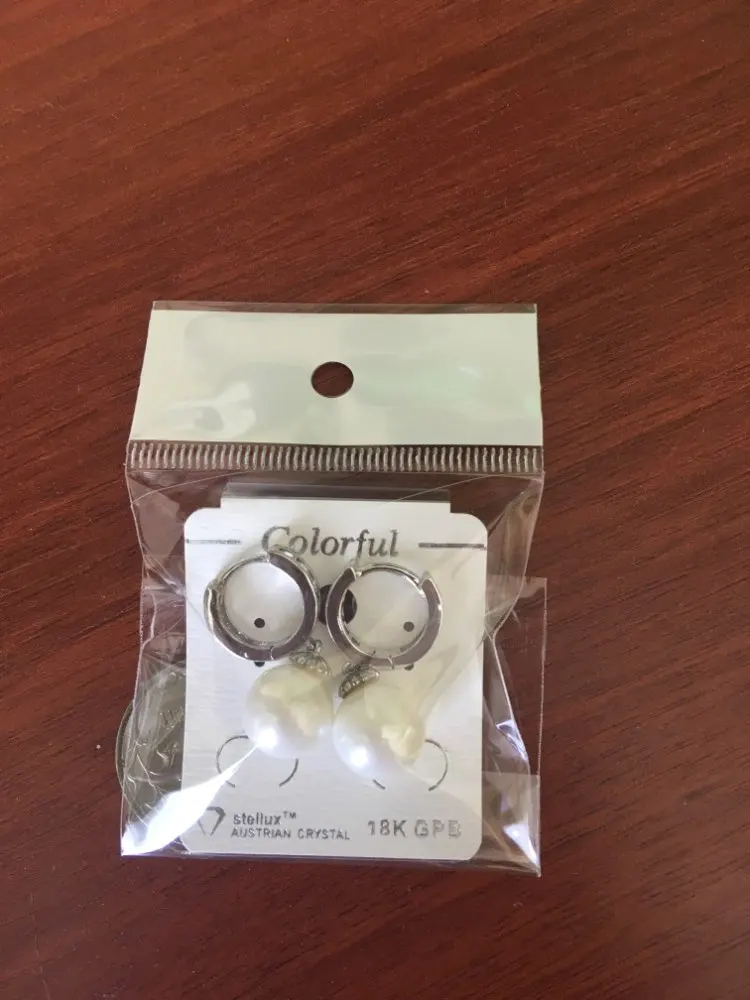 Colorful
stellux™
AUSTRIAN CRYSTAL
18K GPB